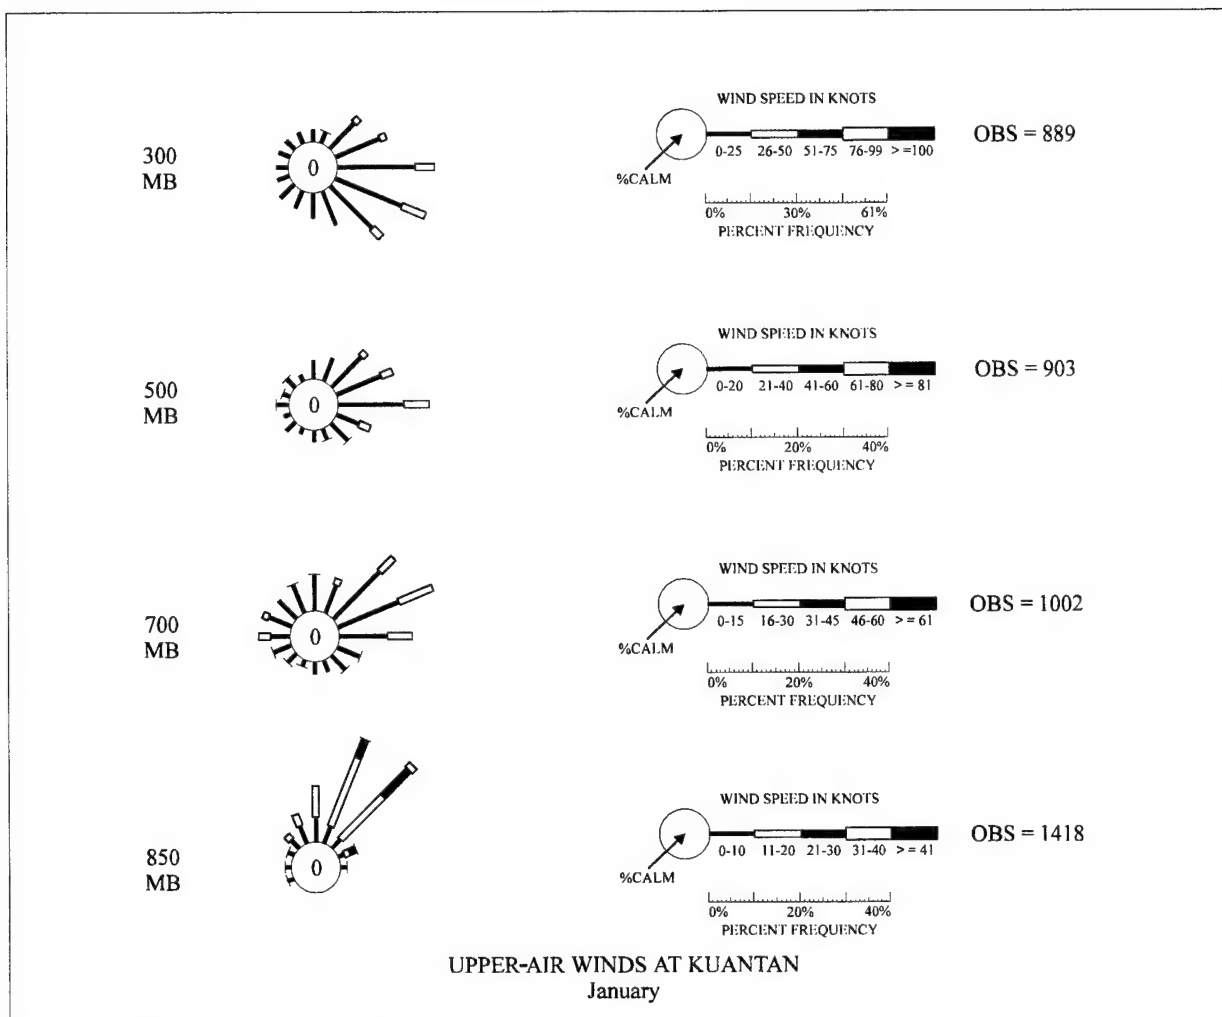 300
MB
0
WIND SPEED IN KNOTS
0-25 26-50 51-75 76-99 > =100
%CALM
OBS = 889
0% 30% 61%
PERCENT FREQUENCY
500
MB
0
WIND SPEED IN KNOTS
0-20 21-40 41-60 61-80 > = 81
%CALM
OBS = 903
0% 20% 40%
PERCENT FREQUENCY
700
MB
0
WIND SPEED IN KNOTS
0-15 16-30 31-45 46-60 > = 61
%CALM
OBS = 1002
0% 20% 40%
PERCENT FREQUENCY
850
MB
0
WIND SPEED IN KNOTS
0-10 11-20 21-30 31-40 > = 41
%CALM
OBS = 1418
0% 20% 40%
PERCENT FREQUENCY
UPPER-AIR WINDS AT KUANTAN
January